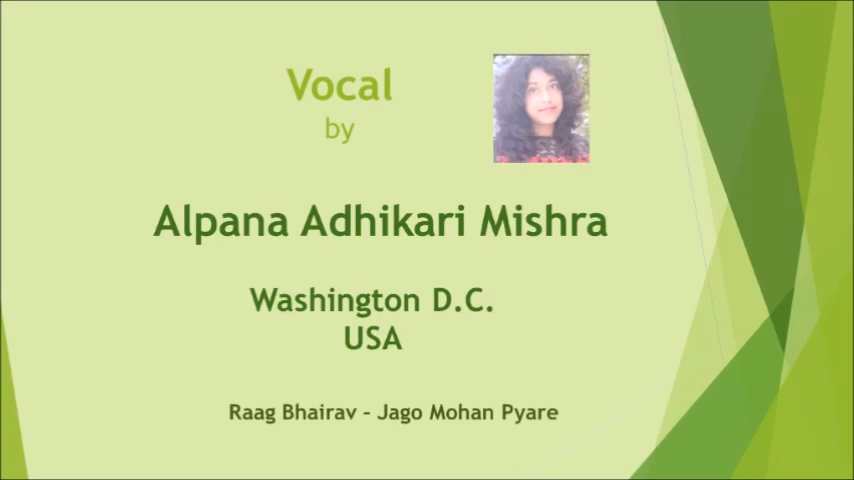 Vocal
by
Alpana Adhikari Mishra
Washington D.C.
USA
Raag Bhairav - Jago Mohan Pyare